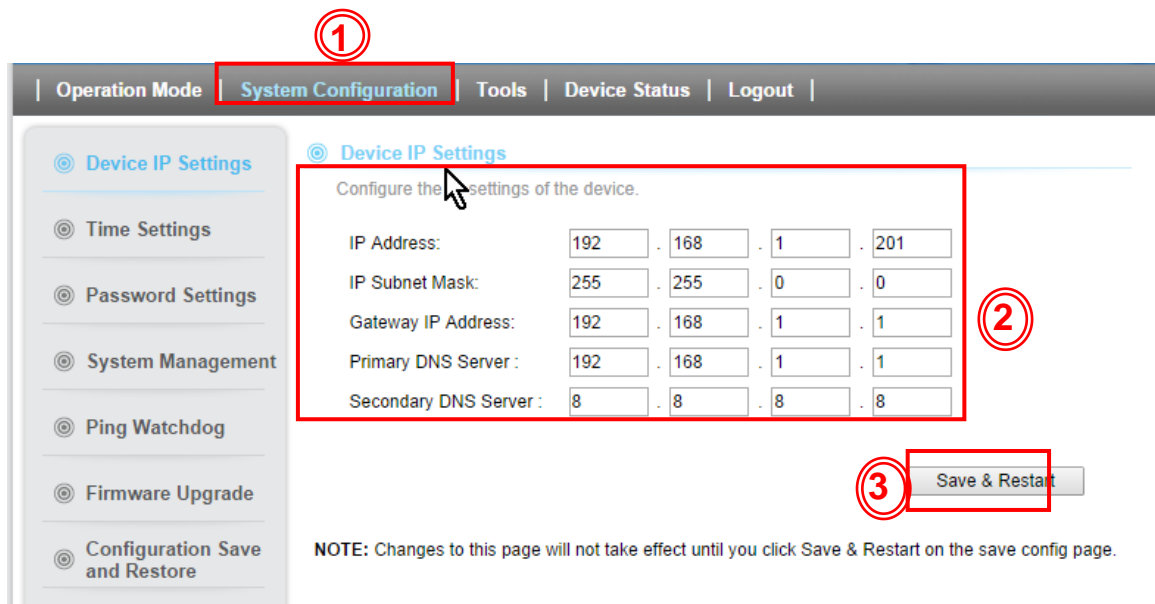 1
| Operation Mode | System Configuration | Tools | Device Status | Logout |
Device IP Settings
Time Settings
Password Settings
System Management
Ping Watchdog
Firmware Upgrade
Configuration Save
and Restore
Device IP Settings
Configure the settings of the device.
IP Address: 192 . 168 . 1 . 201
IP Subnet Mask: 255 . 255 . 0 . 0
Gateway IP Address: 192 . 168 . 1 . 1
Primary DNS Server : 192 . 168 . 1 . 1
Secondary DNS Server : 8 . 8 . 8 . 8
2
3
Save & Restart
NOTE: Changes to this page will not take effect until you click Save & Restart on the save config page.